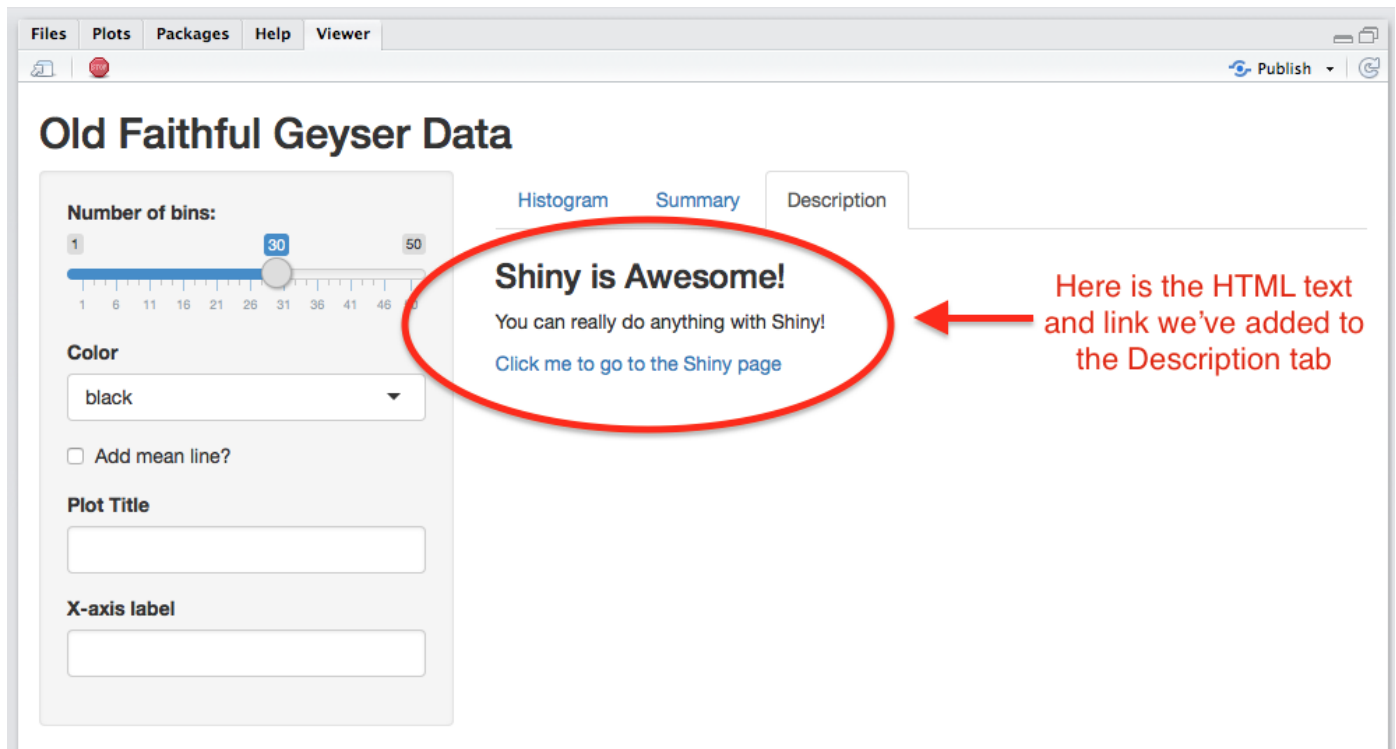 Files Plots Packages Help Viewer
STOP
Publish
Old Faithful Geyser Data
Number of bins:
1 30 50
1 6 11 16 21 26 31 36 41 46
Color
black
Add mean line?
Plot Title
X-axis label
Histogram Summary Description
Shiny is Awesome!
You can really do anything with Shiny!
Click me to go to the Shiny page
Here is the HTML text
and link we’ve added to
the Description tab